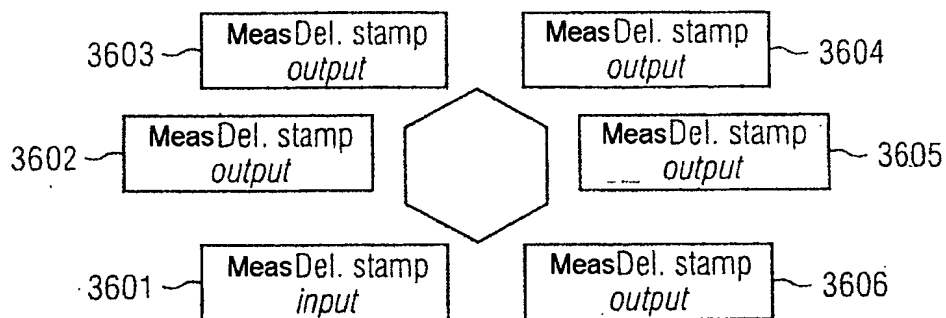 3603
MeasDel. stamp
output
MeasDel. stamp
output
3604
3602
MeasDel. stamp
output
MeasDel. stamp
output
3605
3601
MeasDel. stamp
input
MeasDel. stamp
output
3606